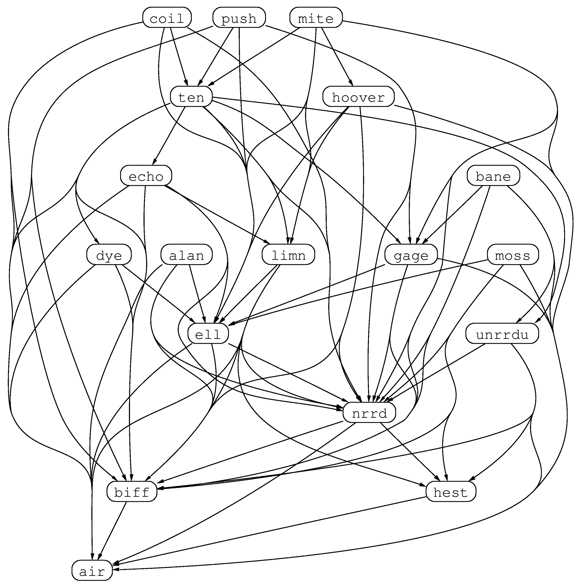 coil push mite
ten hoover
echo bane
dye alan limn gage moss
ell unrrdu
nrrd
biff hest
air